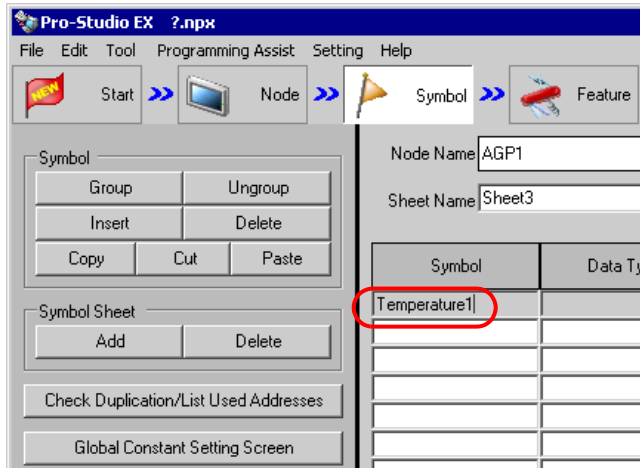 Pro-Studio EX ?.npx
File Edit Tool Programming Assist Setting Help
NEW Start Node Symbol Feature
Symbol
Group Ungroup
Insert Delete
Copy Cut Paste
Symbol Sheet
Add Delete
Check Duplication/List Used Addresses
Global Constant Setting Screen
Node Name AGP1
Sheet Name Sheet3
Symbol Data Ty
Temperature1